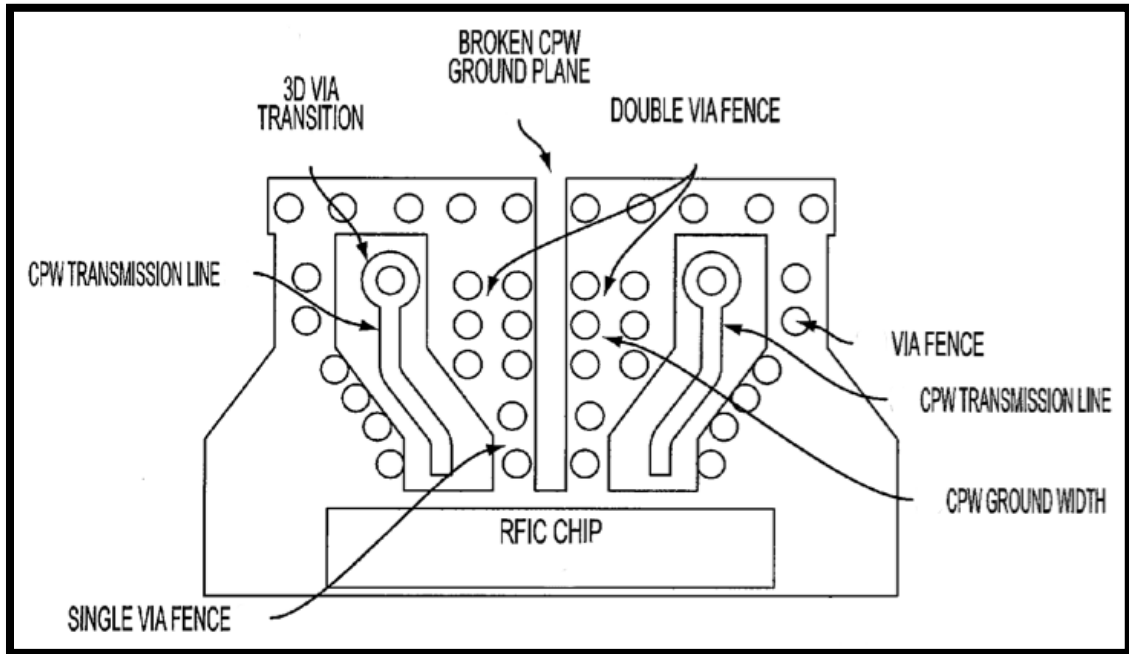 BROKEN CPW
GROUND PLANE
3D VIA
TRANSITION
DOUBLE VIA FENCE
CPW TRANSMISSION LINE
VIA FENCE
CPW TRANSMISSION LINE
CPW GROUND WIDTH
RFIC CHIP
SINGLE VIA FENCE